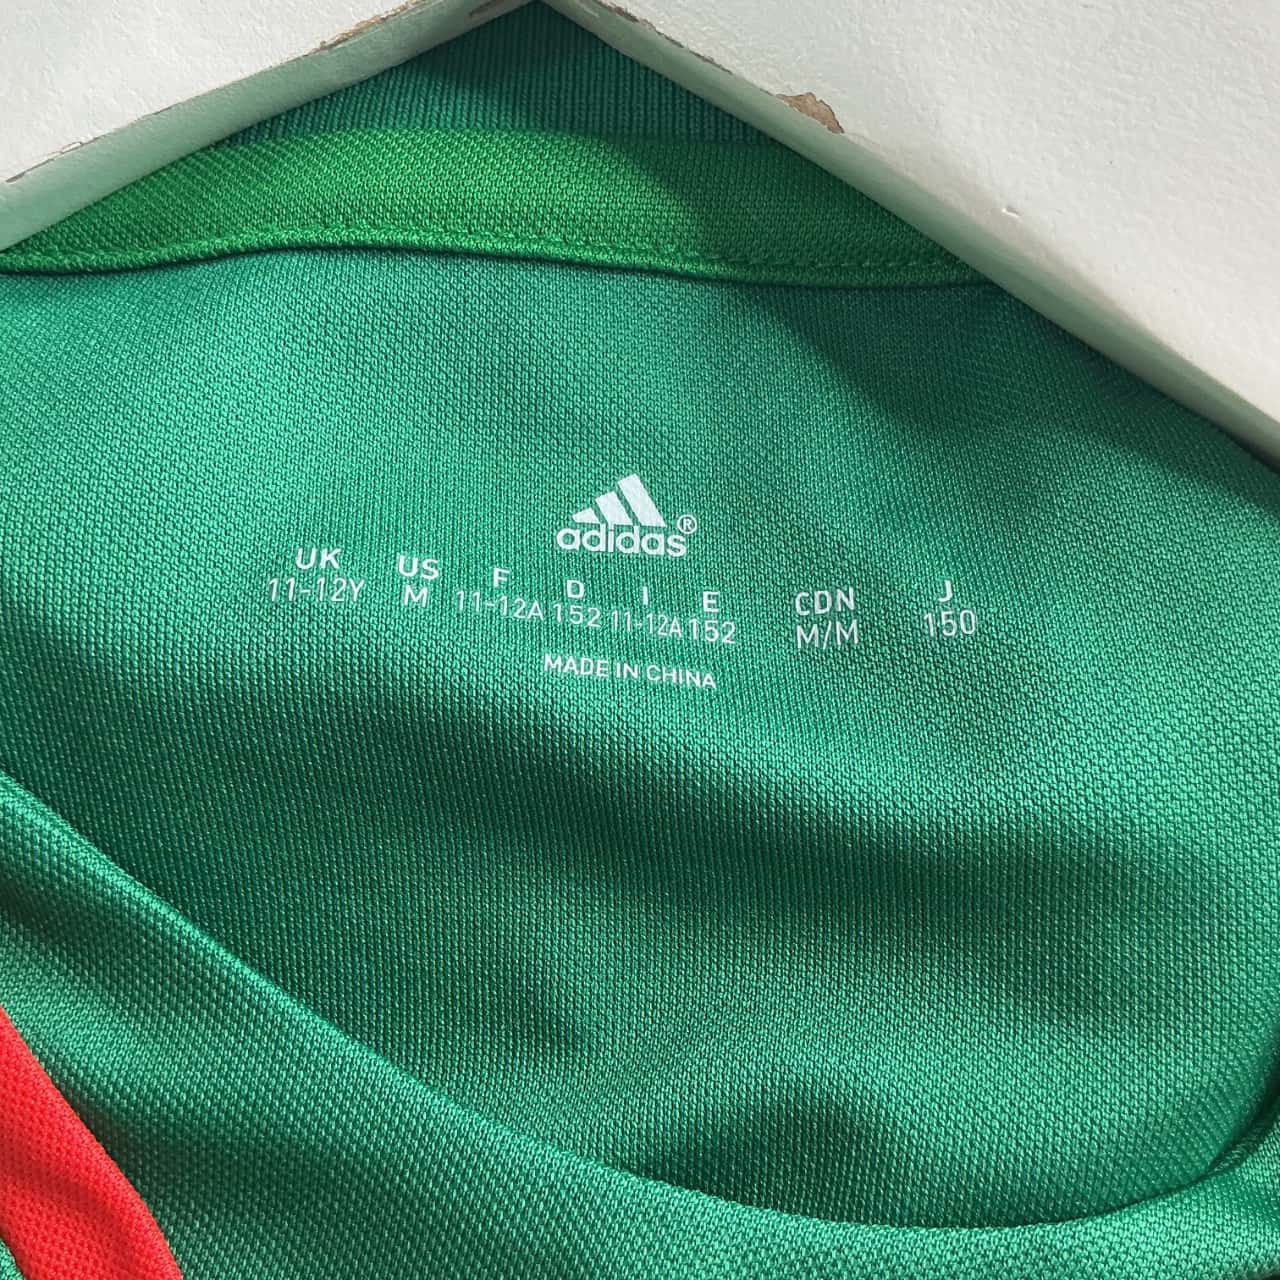 adidas®
UK US F D I E CDN J
11-12Y M 11-12A 152 11-12A 152 M/M 150
MADE IN CHINA